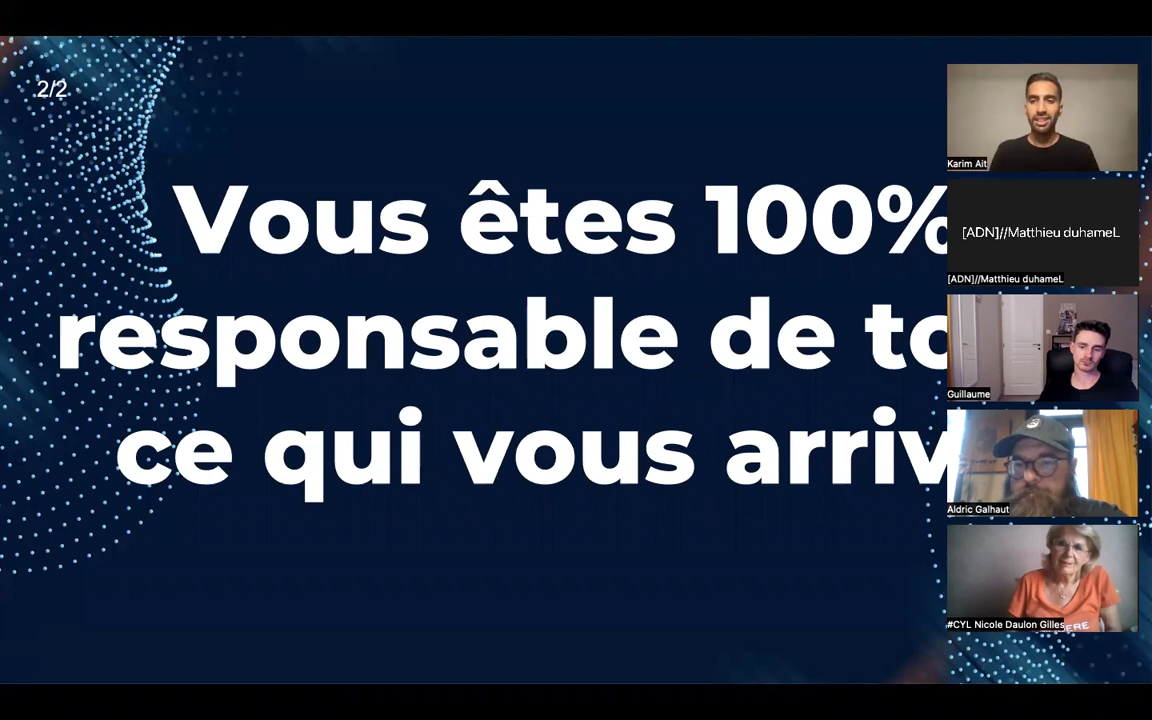 2/2
Vous êtes 100%
responsable de to
ce qui vous arriv
Karim Ait
[ADN]//Matthieu duhameL
[ADN]//Matthieu duhameL
Guillaume
Aldric Galhaut
#CYL Nicole Daulon Gilles
ERE